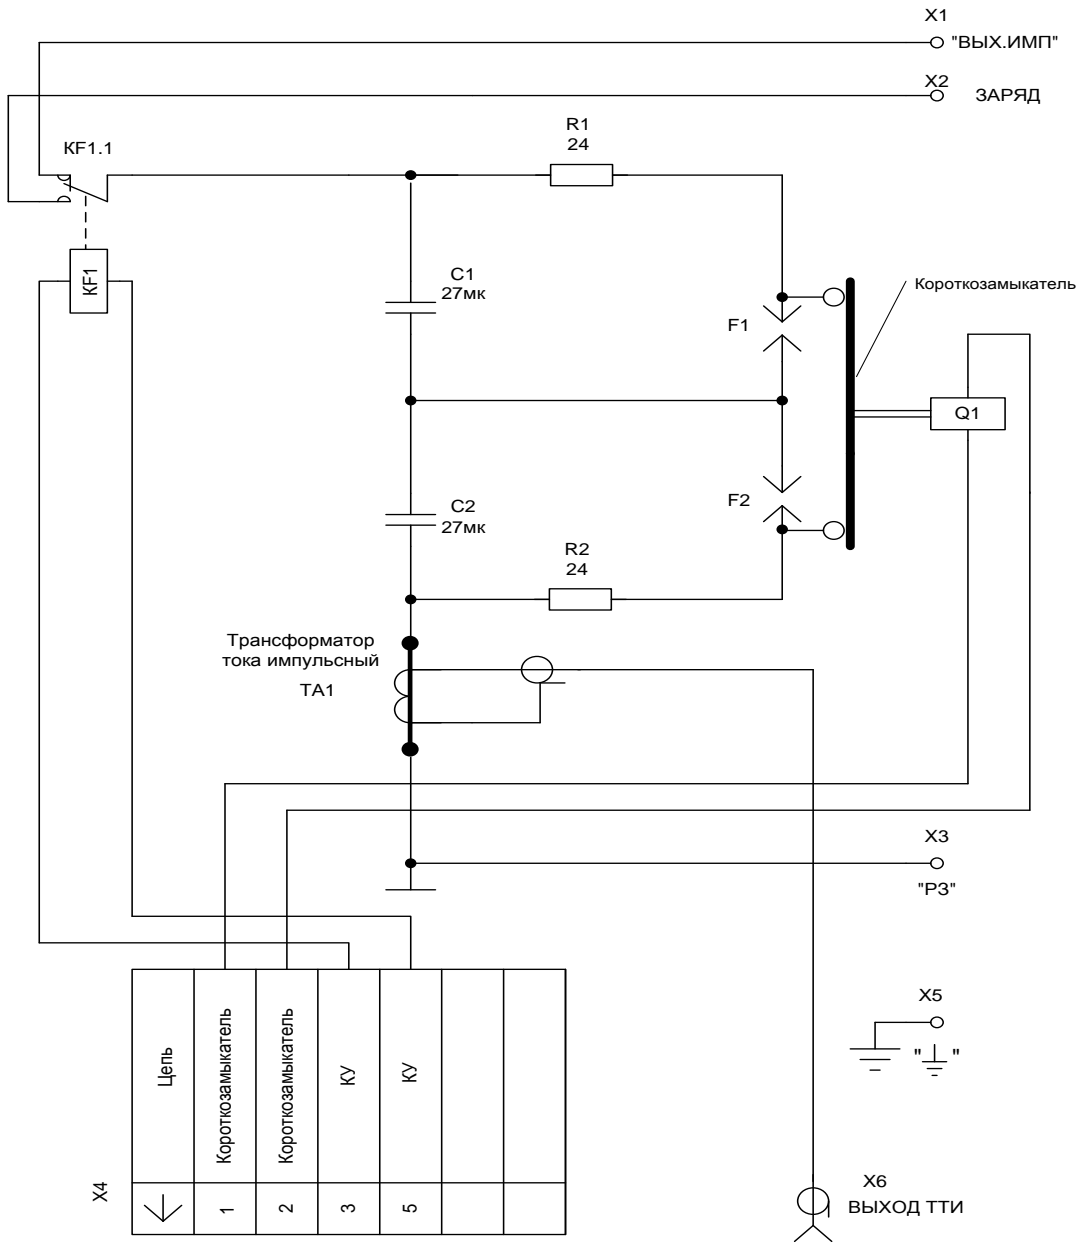 X1
"ВЫХ.ИМП"
X2
ЗАРЯД
KF1.1
R1
24
KF1
C1
27мк
Короткозамыкатель
F1
Q1
C2
27мк
F2
R2
24
Трансформатор
тока импульсный
TA1
X3
"РЗ"
X5
" "
X4
Цепь
Короткозамыкатель
Короткозамыкатель
КУ
КУ
1
2
3
5
X6
ВЫХОД ТТИ